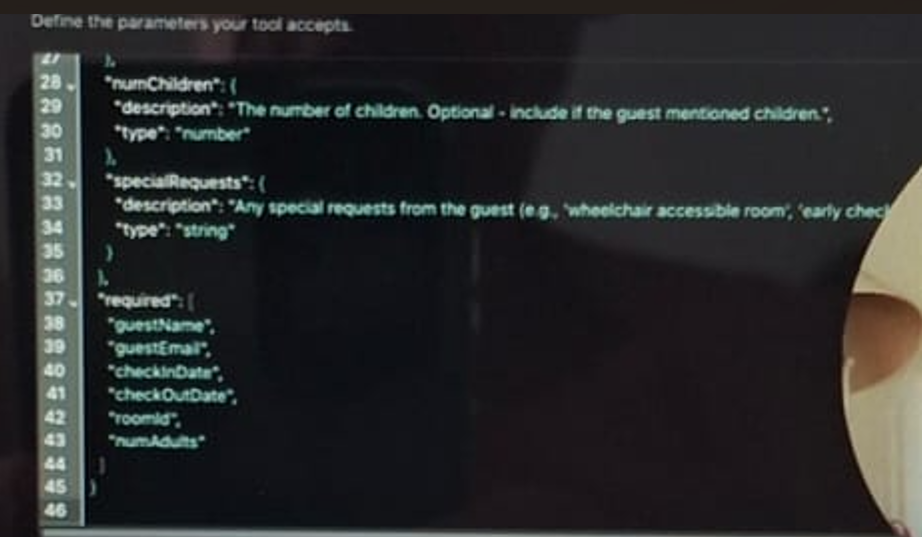 Define the parameters your tool accepts.
27 },
28 "numChildren": {
29 "description": "The number of children. Optional - include if the guest mentioned children.",
30 "type": "number"
31 },
32 "specialRequests": {
33 "description": "Any special requests from the guest (e.g., 'wheelchair accessible room', 'early chec
34 "type": "string"
35 }
36 },
37 "required": [
38 "guestName",
39 "guestEmail",
40 "checkInDate",
41 "checkOutDate",
42 "roomId",
43 "numAdults"
44 ]
45 }
46